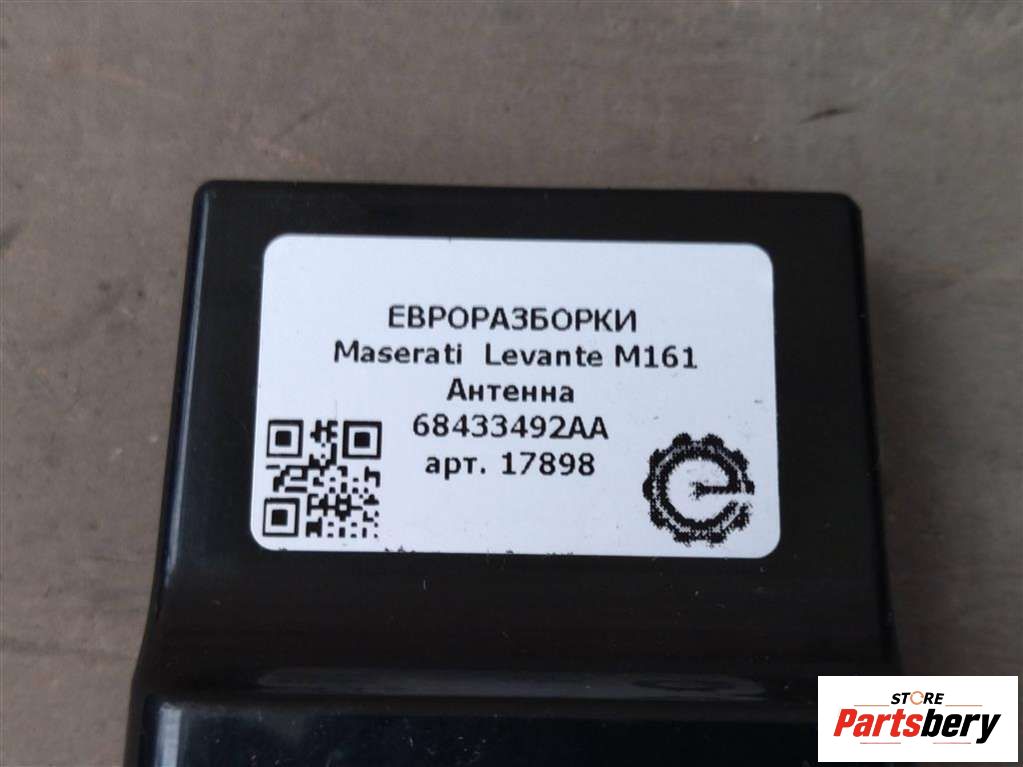 ЕВРОРАЗБОРКИ
Maserati Levante M161
Антенна
68433492AA
арт. 17898
STORE
Partsbery